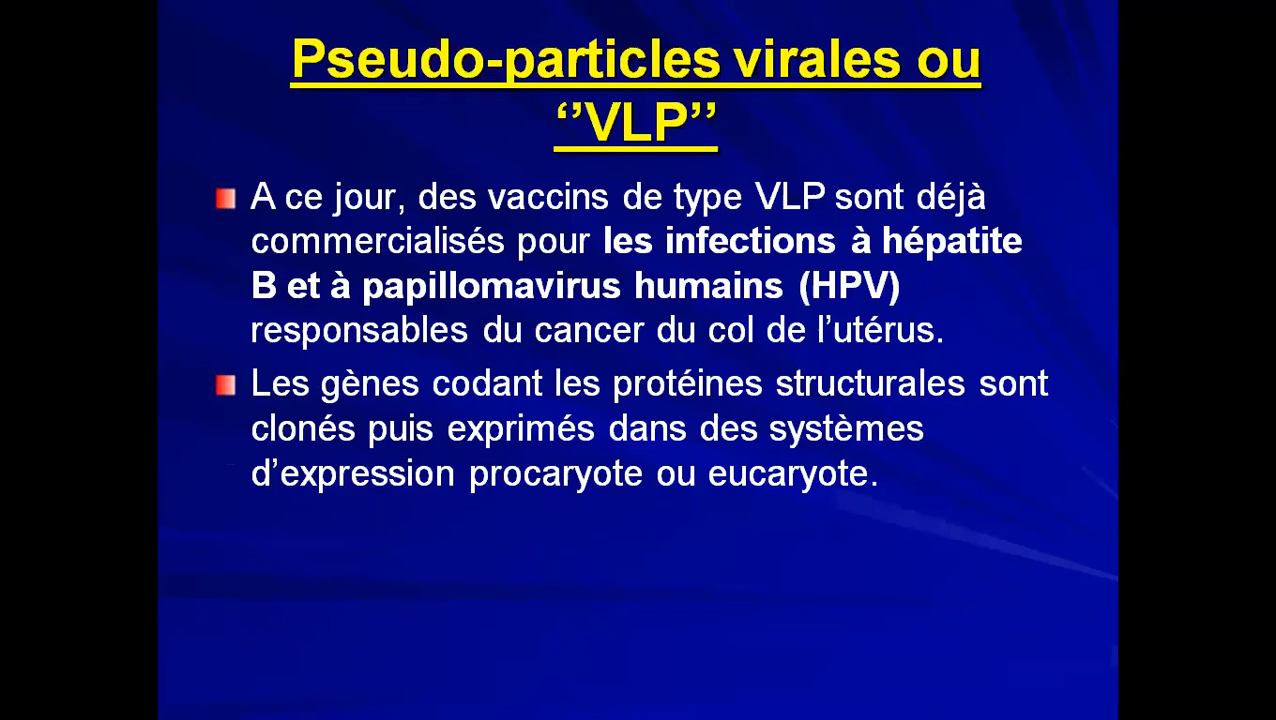 Pseudo-particles virales ou
‘’VLP’’
A ce jour, des vaccins de type VLP sont déjà
commercialisés pour les infections à hépatite
B et à papillomavirus humains (HPV)
responsables du cancer du col de l’utérus.
Les gènes codant les protéines structurales sont
clonés puis exprimés dans des systèmes
d’expression procaryote ou eucaryote.